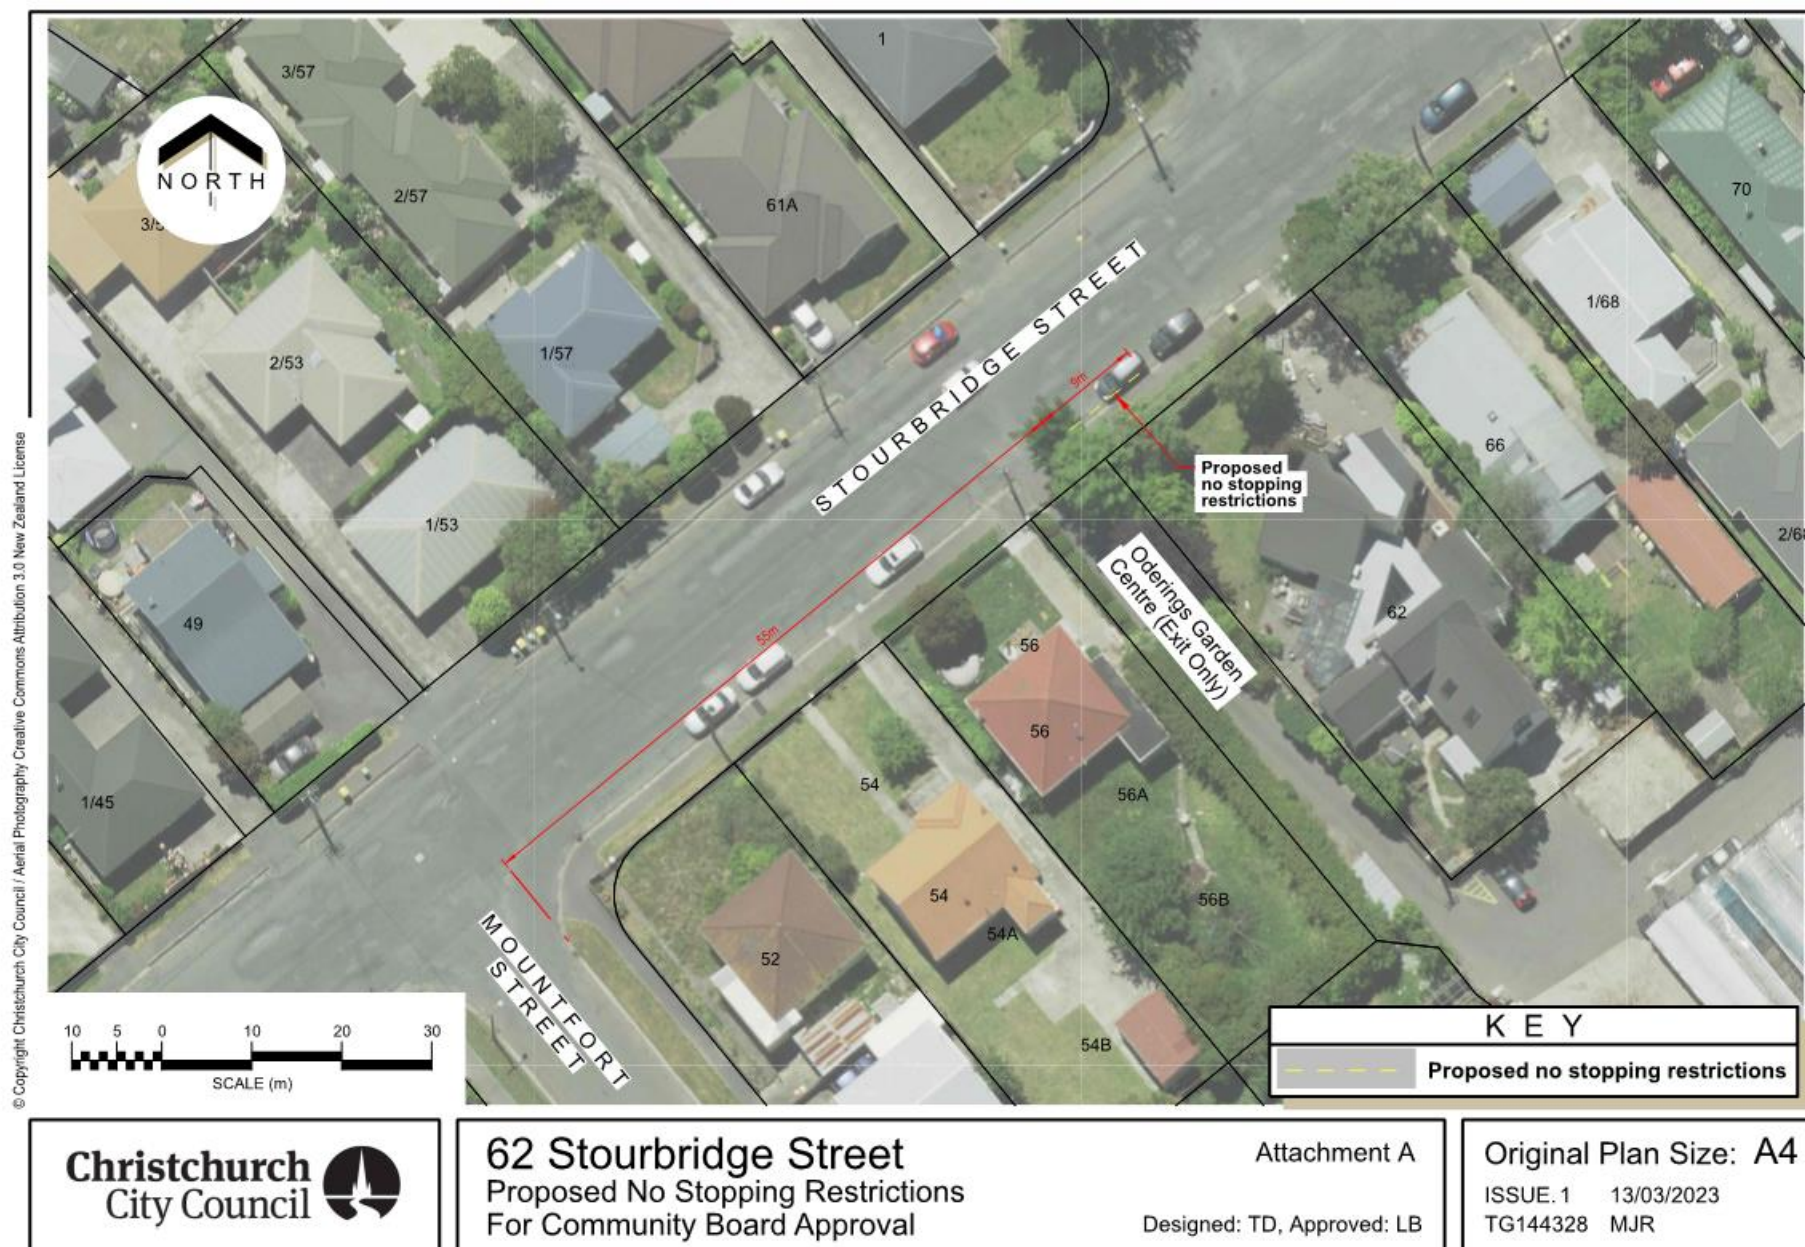 3/57
1
NORTH
2/57
61A
70
1/68
1/57
2/53
STOURBRIDGE STREET
9m
Proposed
no stopping
restrictions
66
1/53
49
55m
Oderings Garden
Centre (Exit Only)
62
56
56
54
56A
1/45
54
56B
54A
52
MOUNTFORT
STREET
54B
10 5 0 10 20 30
SCALE (m)
KEY
Proposed no stopping restrictions
© Copyright Christchurch City Council / Aerial Photography Creative Commons Attribution 3.0 New Zealand License
Christchurch
City Council
62 Stourbridge Street
Proposed No Stopping Restrictions
For Community Board Approval
Attachment A
Designed: TD, Approved: LB
Original Plan Size: A4
ISSUE.1 13/03/2023
TG144328 MJR